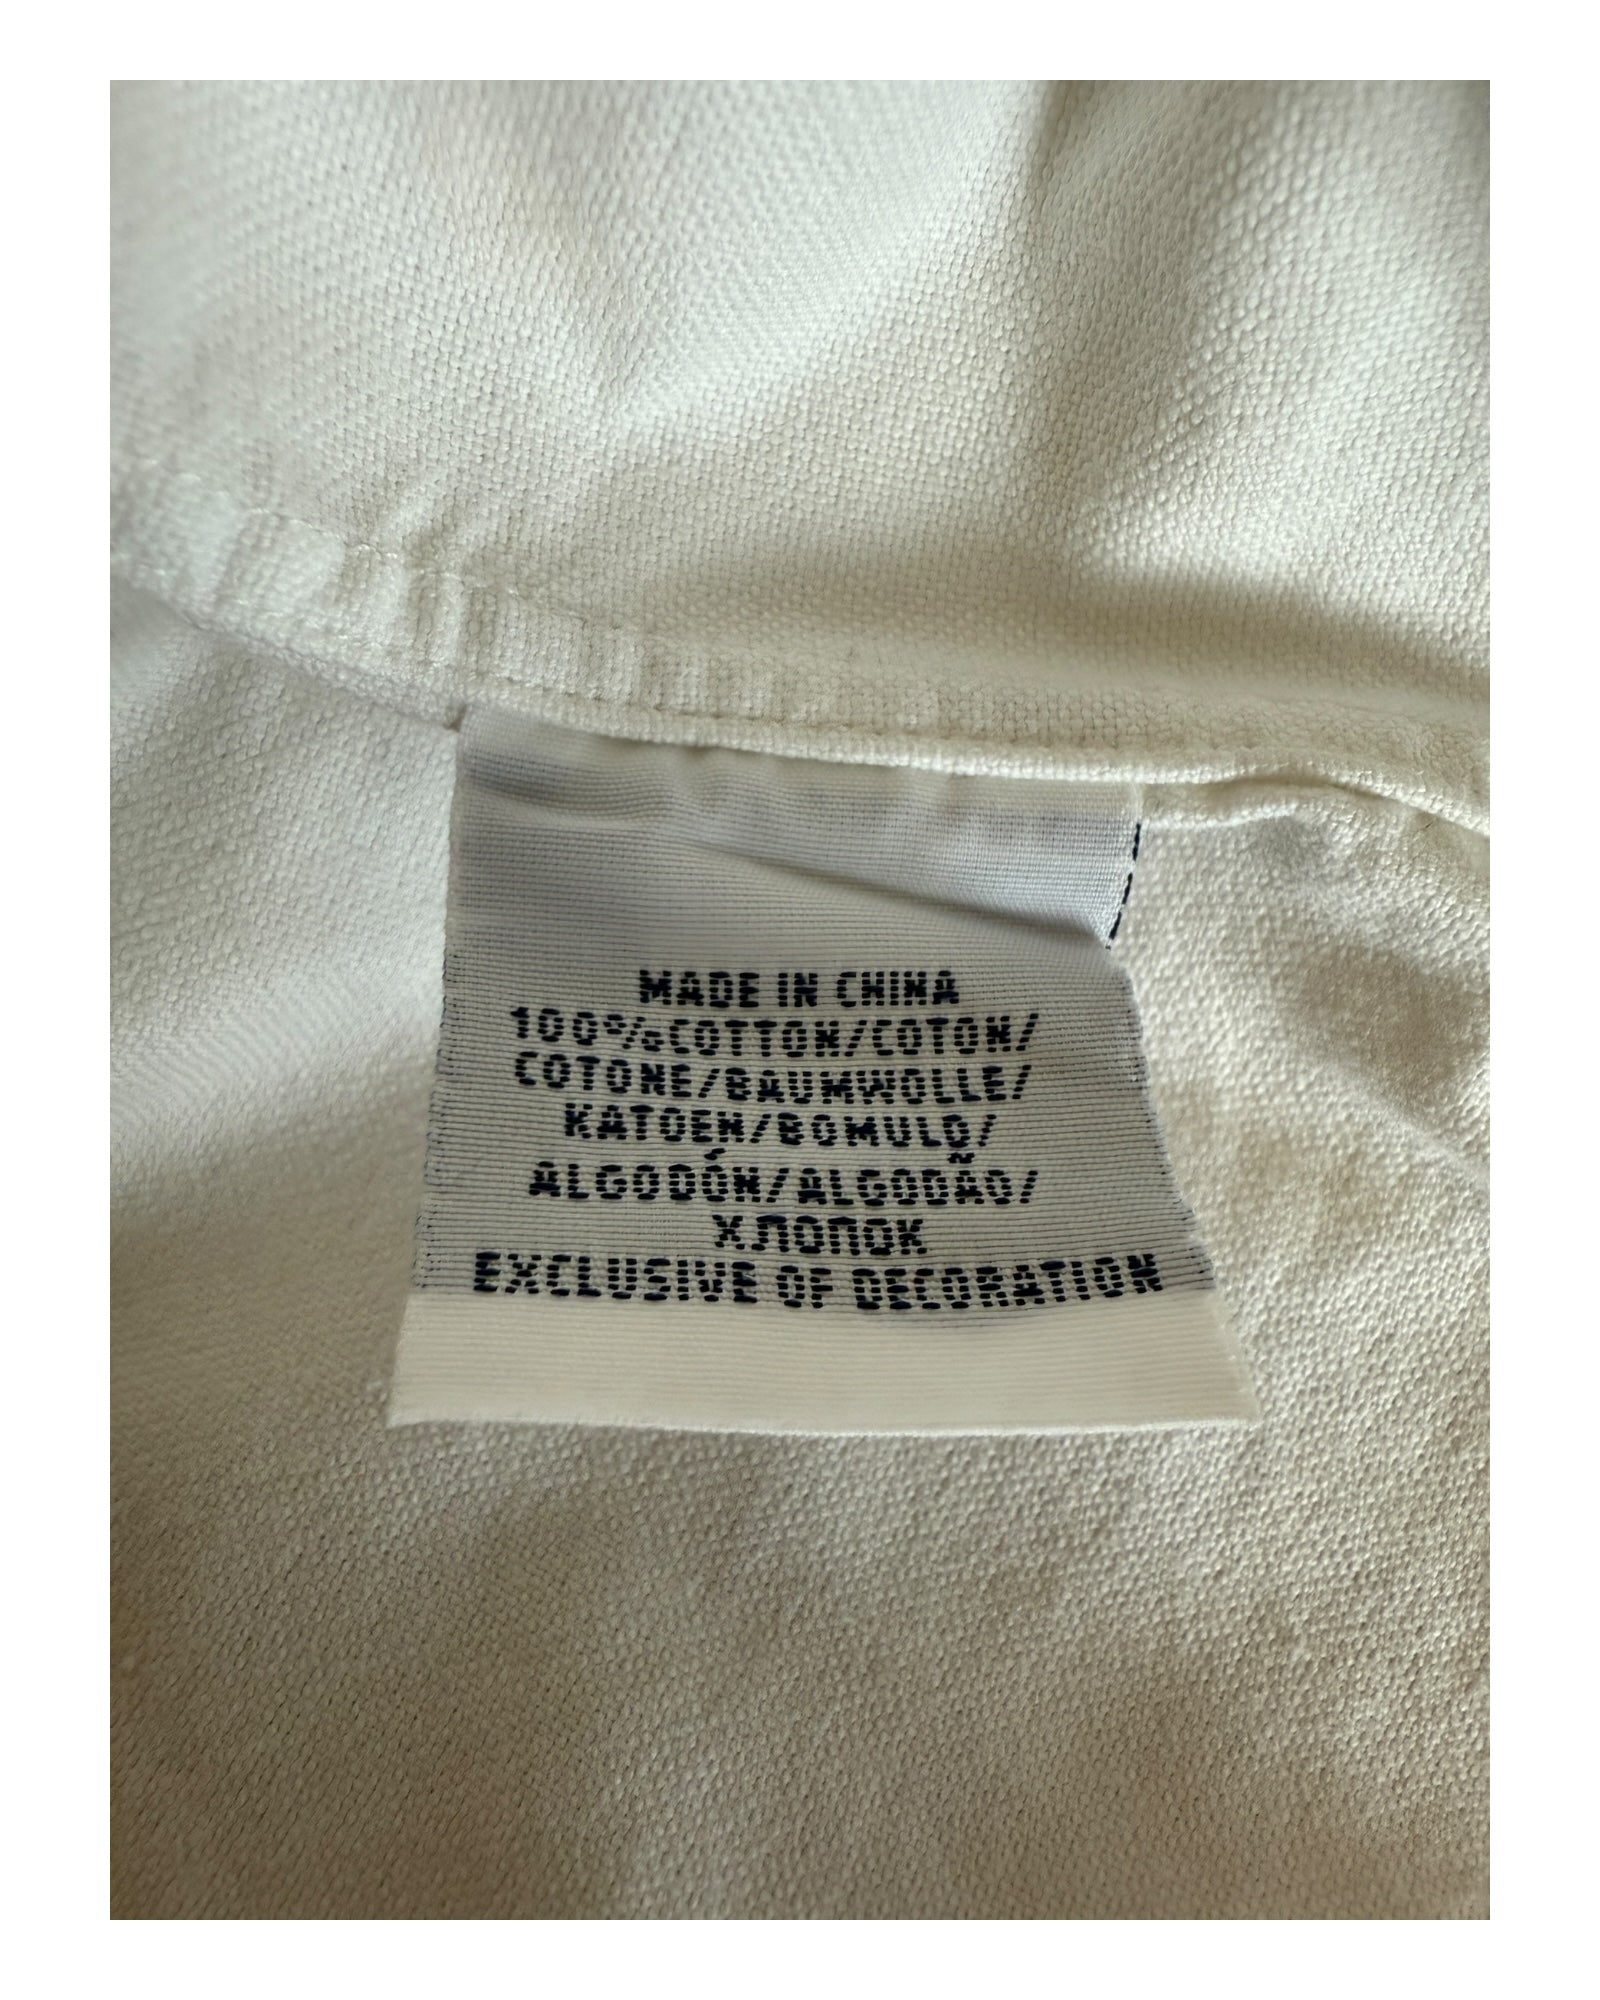 MADE IN CHINA
100%COTTON/COTON/
COTONE/BAUMWOLLE/
KATOEN/BOMULD/
ALGODÓN/ALGODÃO/
ХЛОПОК
EXCLUSIVE OF DECORATION